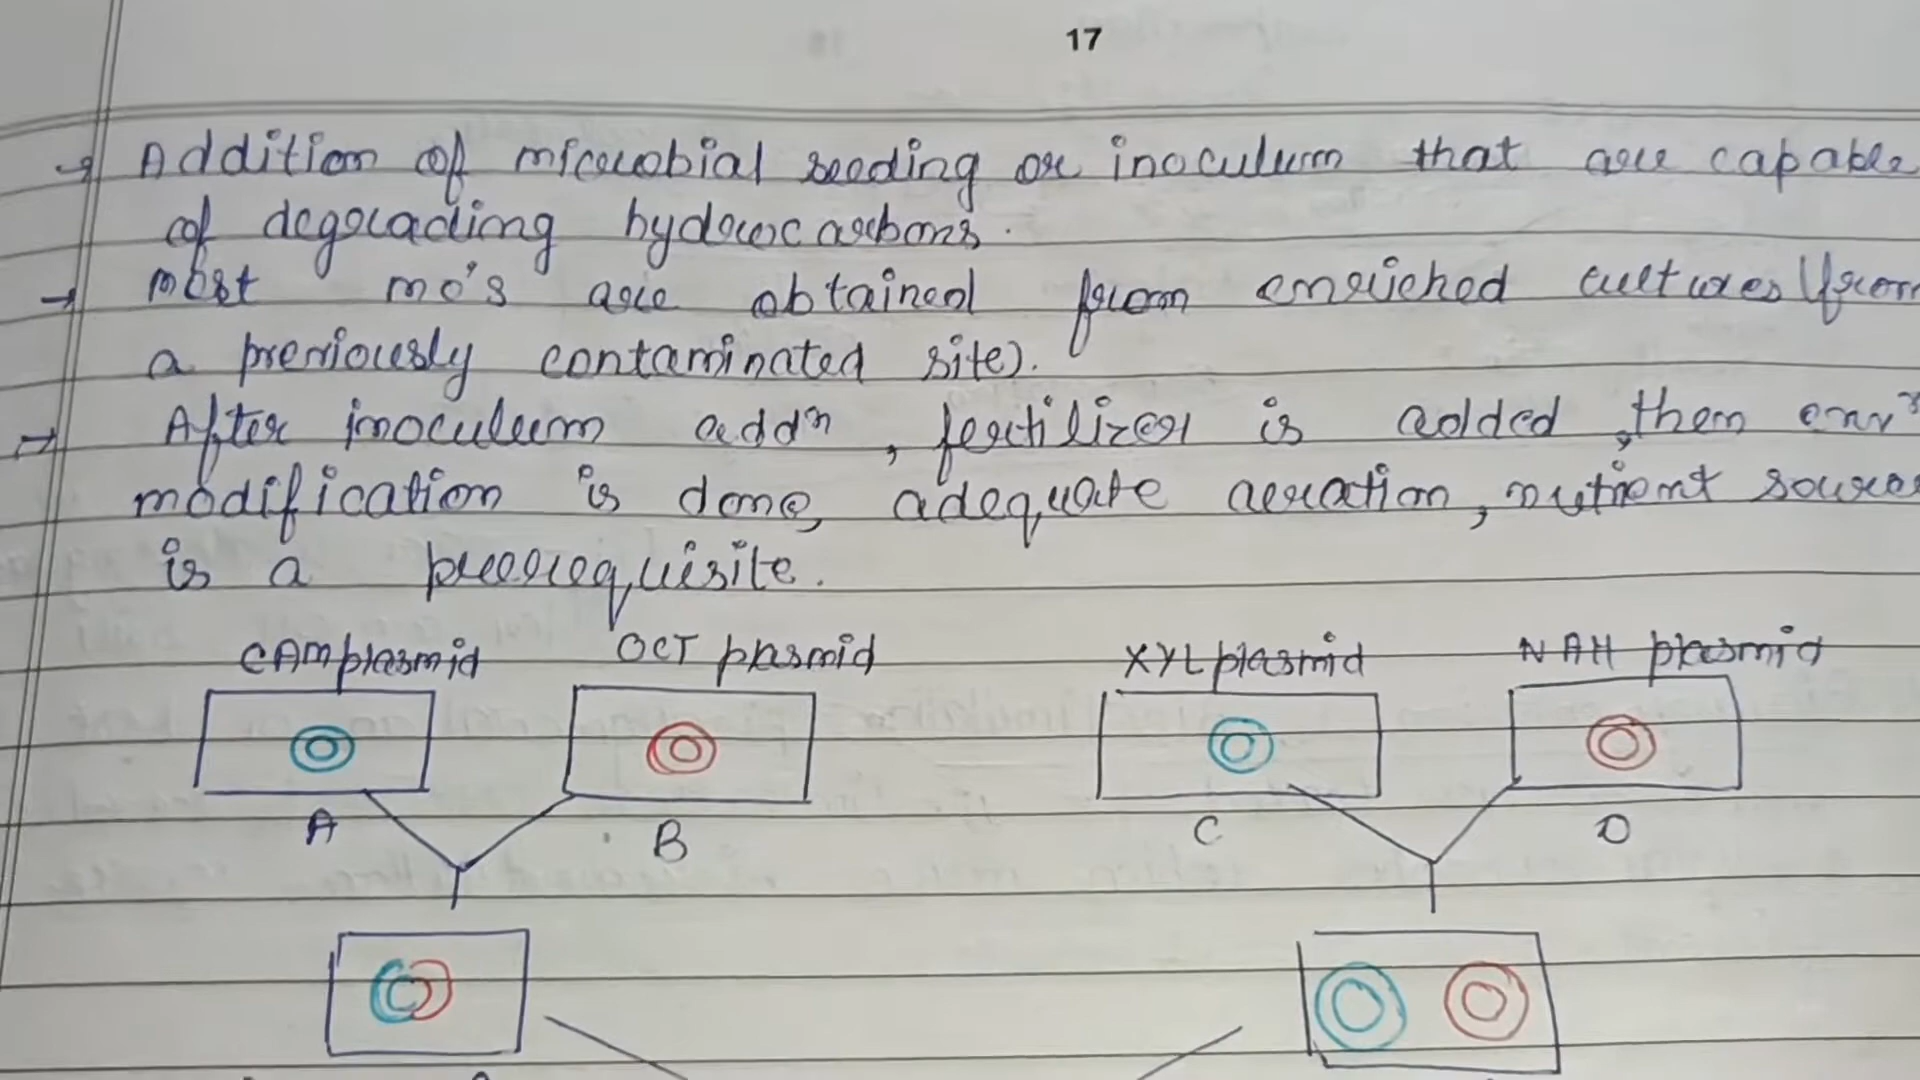 17
→ Addition of microbial seeding or inoculum that are capable
of degrading hydrocarbons.
→ most mo's are obtained from enriched cultures (from
a previously contaminated site).
→ After inoculum addⁿ, fertilizer is added, then
modification is done, adequate aeration, nutrient source
is a prerequisite.
CAM plasmid OCT plasmid XYL plasmid NAH plasmid
A B C D